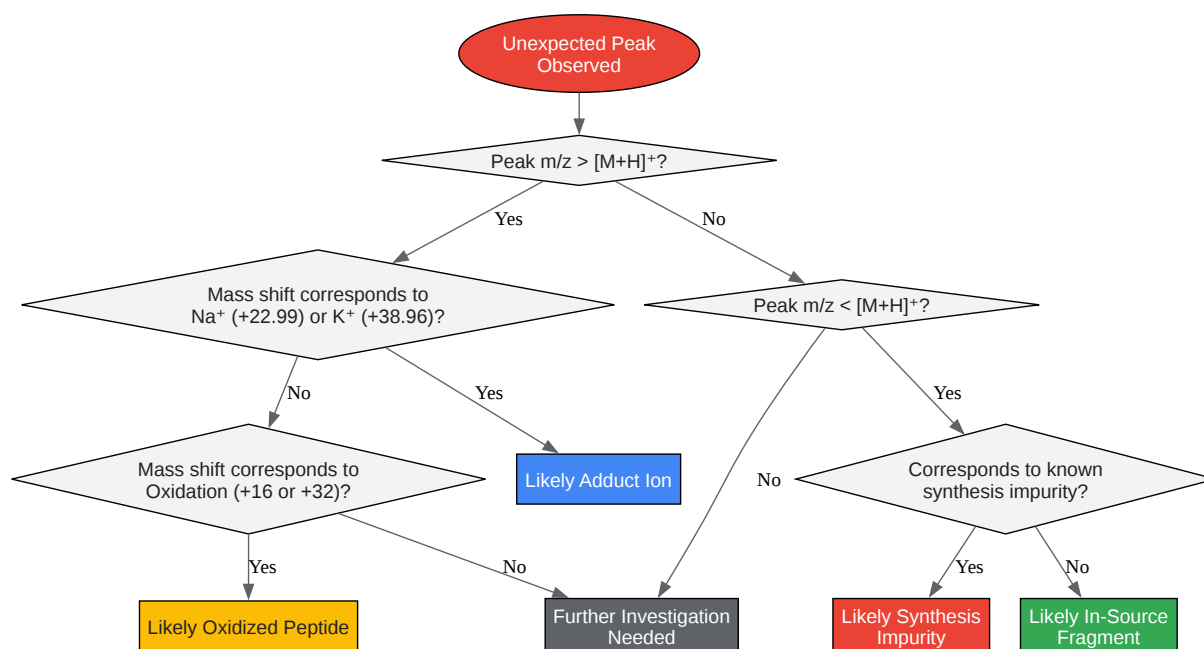 Unexpected Peak
Observed
Peak m/z > [M+H]⁺?
Yes
No
Mass shift corresponds to
Na⁺ (+22.99) or K⁺ (+38.96)?
Peak m/z < [M+H]⁺?
No
Yes
Yes
Mass shift corresponds to
Oxidation (+16 or +32)?
Likely Adduct Ion
No
Corresponds to known
synthesis impurity?
Yes
No
Yes
No
Likely Oxidized Peptide
Further Investigation
Needed
Likely Synthesis
Impurity
Likely In-Source
Fragment